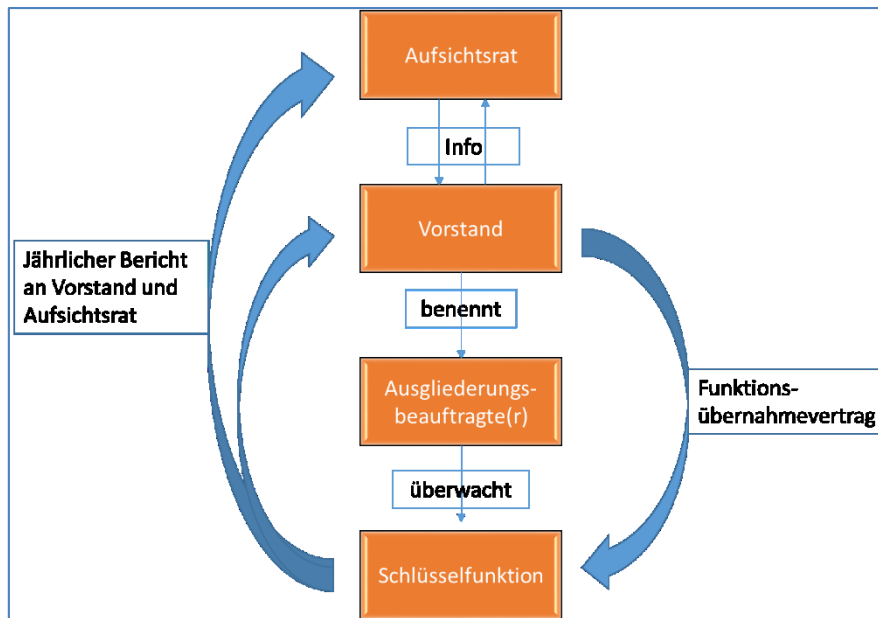 Aufsichtsrat
Info
Vorstand
Jährlicher Bericht
an Vorstand und
Aufsichtsrat
benennt
Ausgliederungs-
beauftragte(r)
Funktions-
übernahmevertrag
überwacht
Schlüsselfunktion